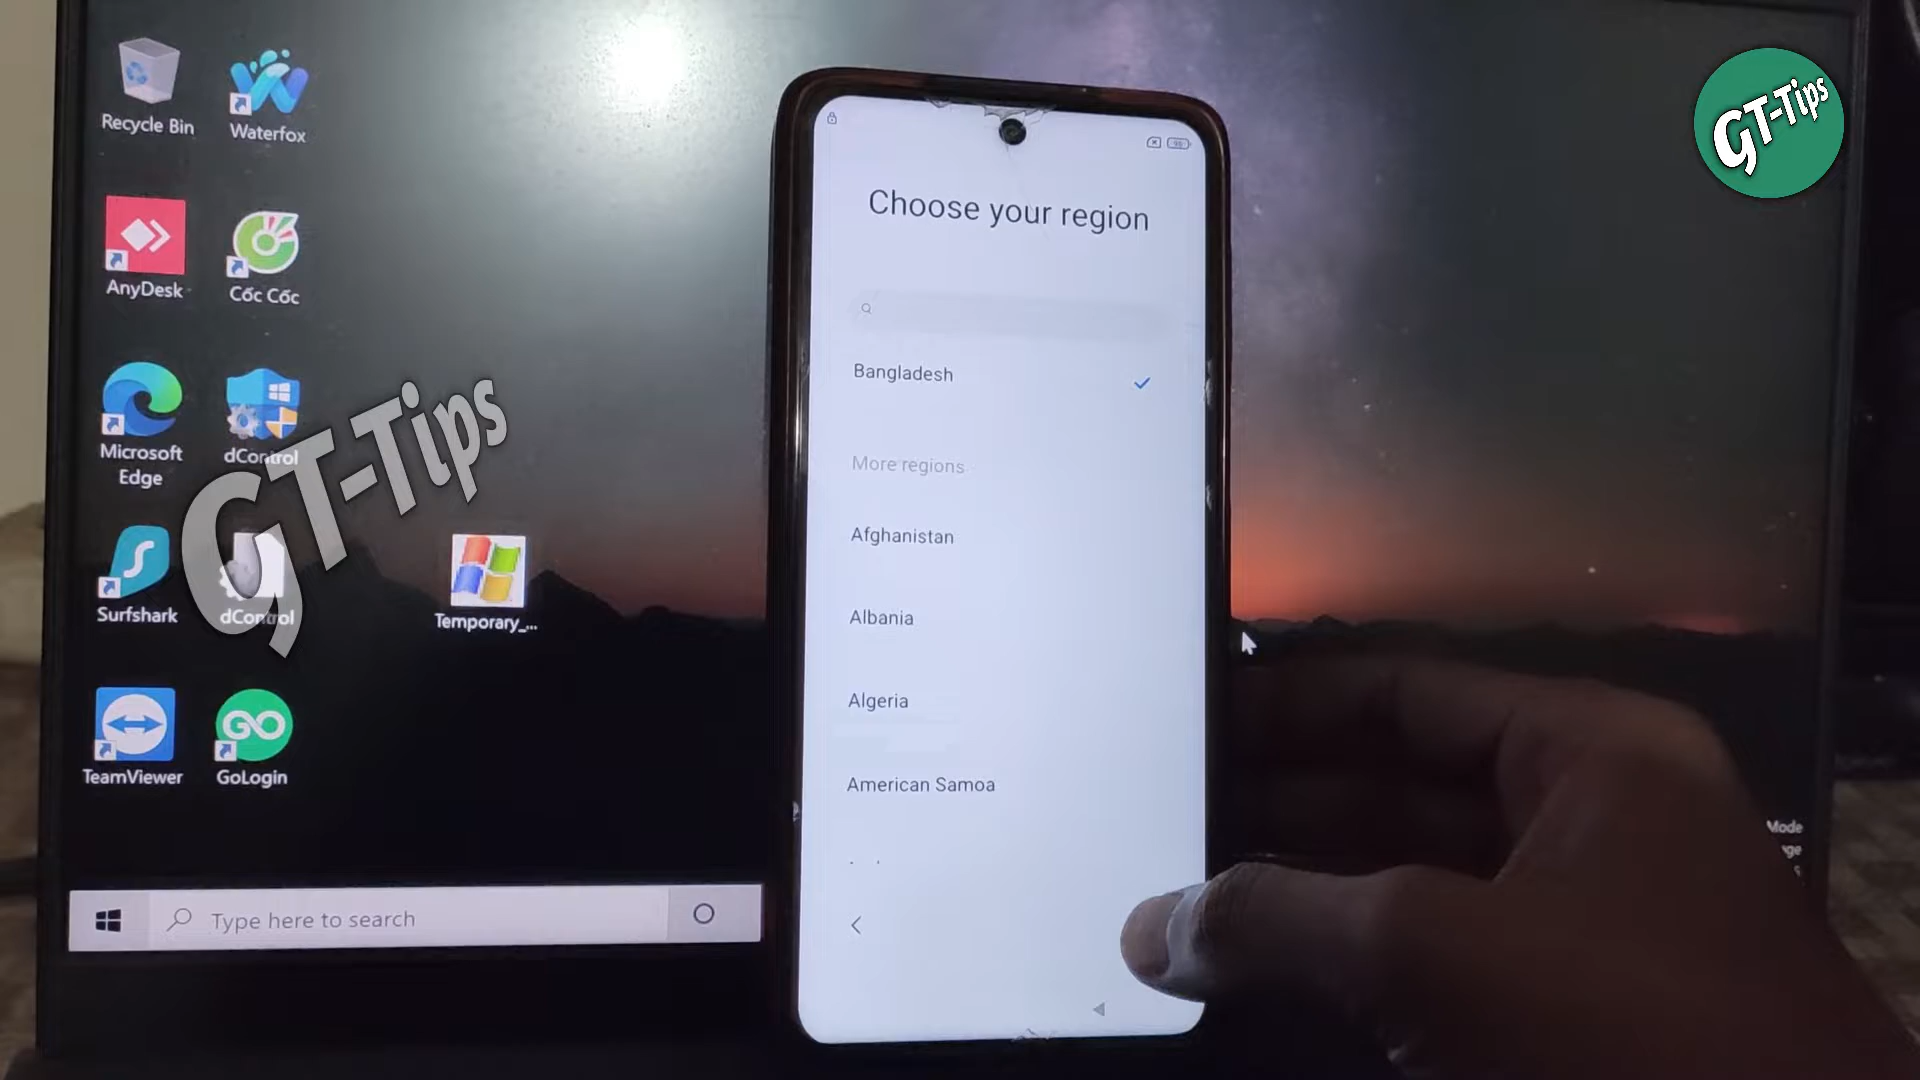 Recycle Bin
Waterfox
AnyDesk
Cốc Cốc
Microsoft
Edge
dControl
Surfshark
dControl
Temporary_...
TeamViewer
GoLogin
Type here to search
GT-Tips
Choose your region
Bangladesh
More regions
Afghanistan
Albania
Algeria
American Samoa
GT-Tips
Mode